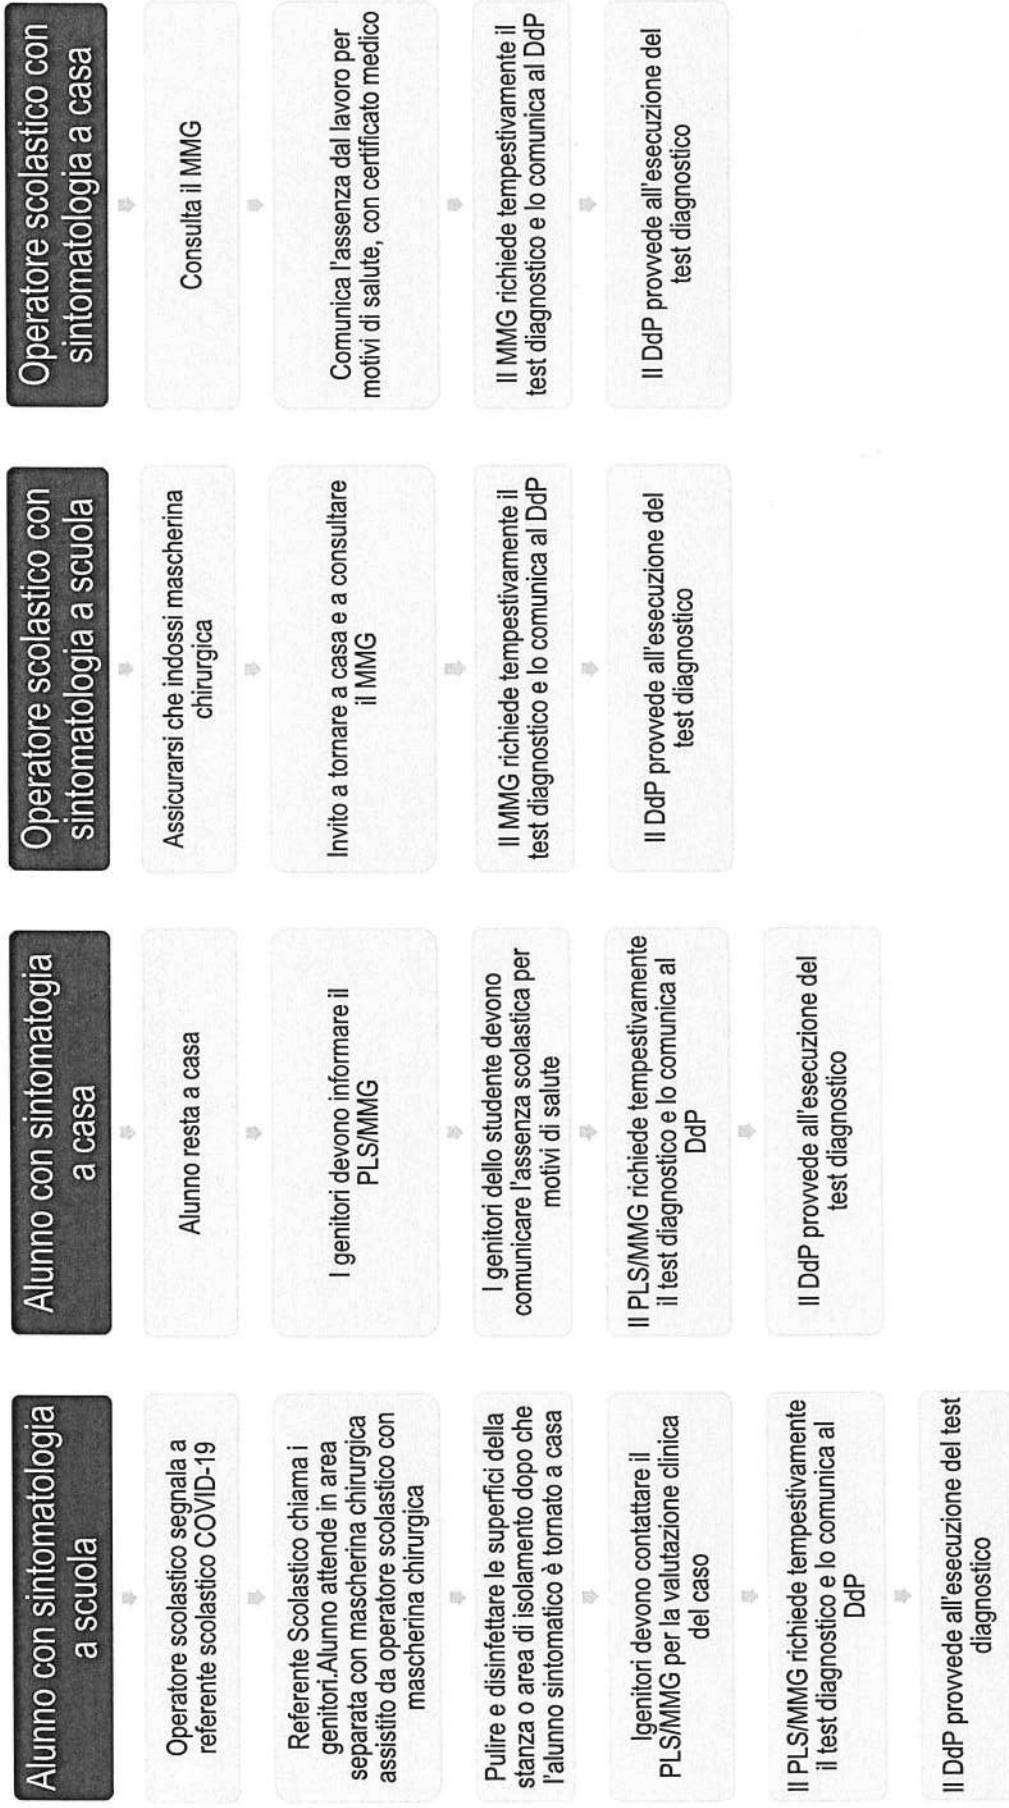 Alunno con sintomatologia
a scuola
Operatore scolastico segnala a
referente scolastico COVID-19
Referente Scolastico chiama i
genitori.Alunno attende in area
separata con mascherina chirurgica
assistito da operatore scolastico con
mascherina chirurgica
Pulire e disinfettare le superfici della
stanza o area di isolamento dopo che
l'alunno sintomatico è tornato a casa
Igenitori devono contattare il
PLS/MMG per la valutazione clinica
del caso
Il PLS/MMG richiede tempestivamente
il test diagnostico e lo comunica al
DdP
Il DdP provvede all'esecuzione del test
diagnostico
Alunno con sintomatogia
a casa
Alunno resta a casa
I genitori devono informare il
PLS/MMG
I genitori dello studente devono
comunicare l'assenza scolastica per
motivi di salute
Il PLS/MMG richiede tempestivamente
il test diagnostico e lo comunica al
DdP
Il DdP provvede all'esecuzione del
test diagnostico
Operatore scolastico con
sintomatologia a scuola
Assicurarsi che indossi mascherina
chirurgica
Invito a tornare a casa e a consultare
il MMG
Il MMG richiede tempestivamente il
test diagnostico e lo comunica al DdP
Il DdP provvede all'esecuzione del
test diagnostico
Operatore scolastico con
sintomatologia a casa
Consulta il MMG
Comunica l'assenza dal lavoro per
motivi di salute, con certificato medico
Il MMG richiede tempestivamente il
test diagnostico e lo comunica al DdP
Il DdP provvede all'esecuzione del
test diagnostico